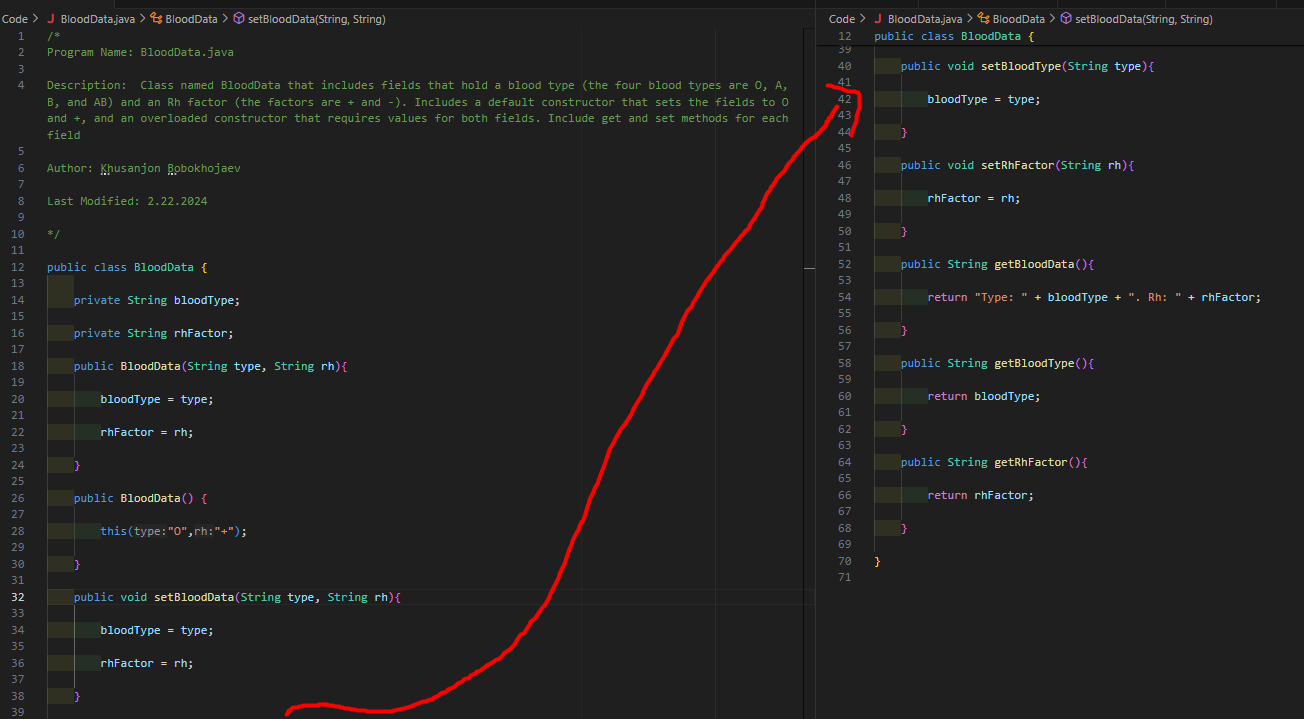 Code > J BloodData.java > BloodData > setBloodData(String, String)
1 /*
2 Program Name: BloodData.java
3
4 Description:  Class named BloodData that includes fields that hold a blood type (the four blood types are O, A,
B, and AB) and an Rh factor (the factors are + and -). Includes a default constructor that sets the fields to O
and +, and an overloaded constructor that requires values for both fields. Include get and set methods for each
field
5
6 Author: Khusanjon Bobokhojaev
7
8 Last Modified: 2.22.2024
9
10 */
11
12 public class BloodData {
13
14 private String bloodType;
15
16 private String rhFactor;
17
18 public BloodData(String type, String rh){
19
20 bloodType = type;
21
22 rhFactor = rh;
23
24 }
25
26 public BloodData() {
27
28 this(type:"O",rh:"+");
29
30 }
31
32 public void setBloodData(String type, String rh){
33
34 bloodType = type;
35
36 rhFactor = rh;
37
38 }
39
Code > J BloodData.java > BloodData > setBloodData(String, String)
12 public class BloodData {
39
40 public void setBloodType(String type){
41
42 bloodType = type;
43
44 }
45
46 public void setRhFactor(String rh){
47
48 rhFactor = rh;
49
50 }
51
52 public String getBloodData(){
53
54 return "Type: " + bloodType + ". Rh: " + rhFactor;
55
56 }
57
58 public String getBloodType(){
59
60 return bloodType;
61
62 }
63
64 public String getRhFactor(){
65
66 return rhFactor;
67
68 }
69
70 }
71